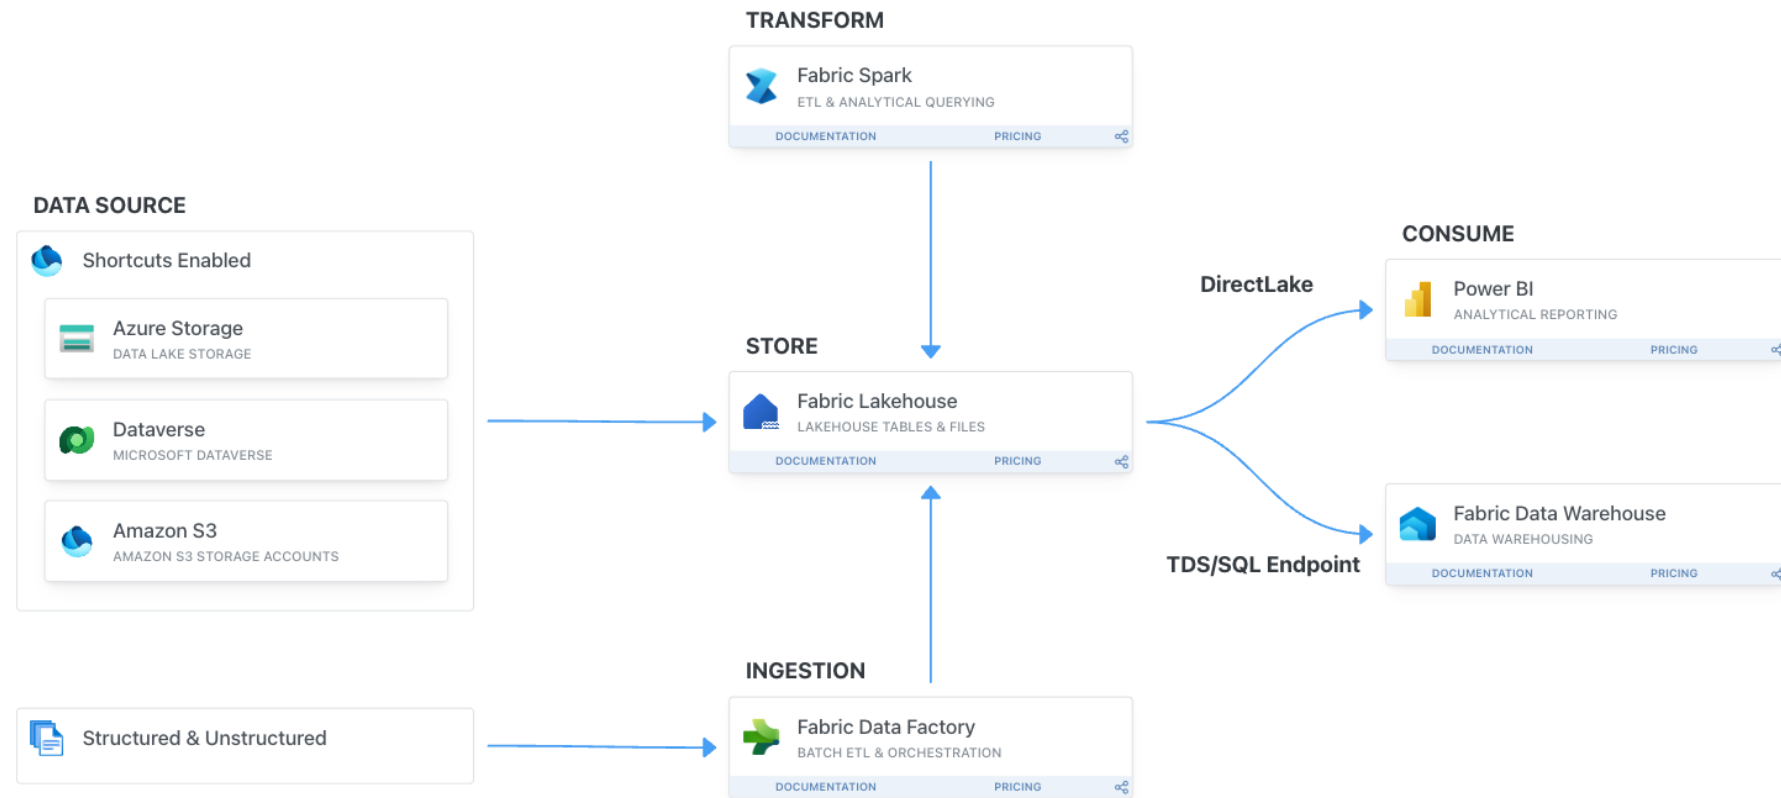 TRANSFORM
Fabric Spark
ETL & ANALYTICAL QUERYING
DOCUMENTATION
PRICING
DATA SOURCE
Shortcuts Enabled
Azure Storage
DATA LAKE STORAGE
Dataverse
MICROSOFT DATAVERSE
Amazon S3
AMAZON S3 STORAGE ACCOUNTS
Structured & Unstructured
STORE
Fabric Lakehouse
LAKEHOUSE TABLES & FILES
DOCUMENTATION
PRICING
INGESTION
Fabric Data Factory
BATCH ETL & ORCHESTRATION
DOCUMENTATION
PRICING
DirectLake
TDS/SQL Endpoint
CONSUME
Power BI
ANALYTICAL REPORTING
DOCUMENTATION
PRICING
Fabric Data Warehouse
DATA WAREHOUSING
DOCUMENTATION
PRICING